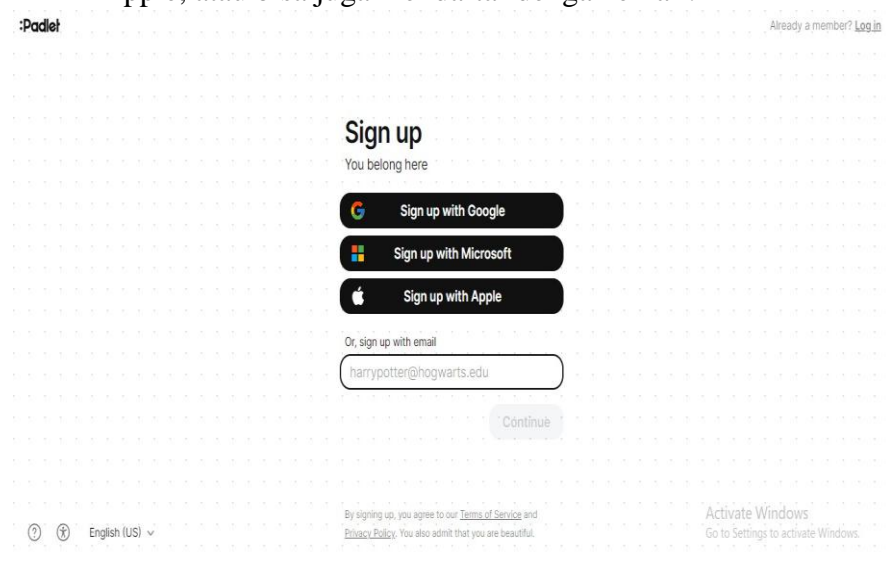 :Padlet
Already a member? Log in
Sign up
You belong here
Sign up with Google
Sign up with Microsoft
Sign up with Apple
Or, sign up with email
harrypotter@hogwarts.edu
Continue
By signing up, you agree to our Terms of Service and
Privacy Policy. You also admit that you are beautiful.
Activate Windows
Go to Settings to activate Windows.
English (US)